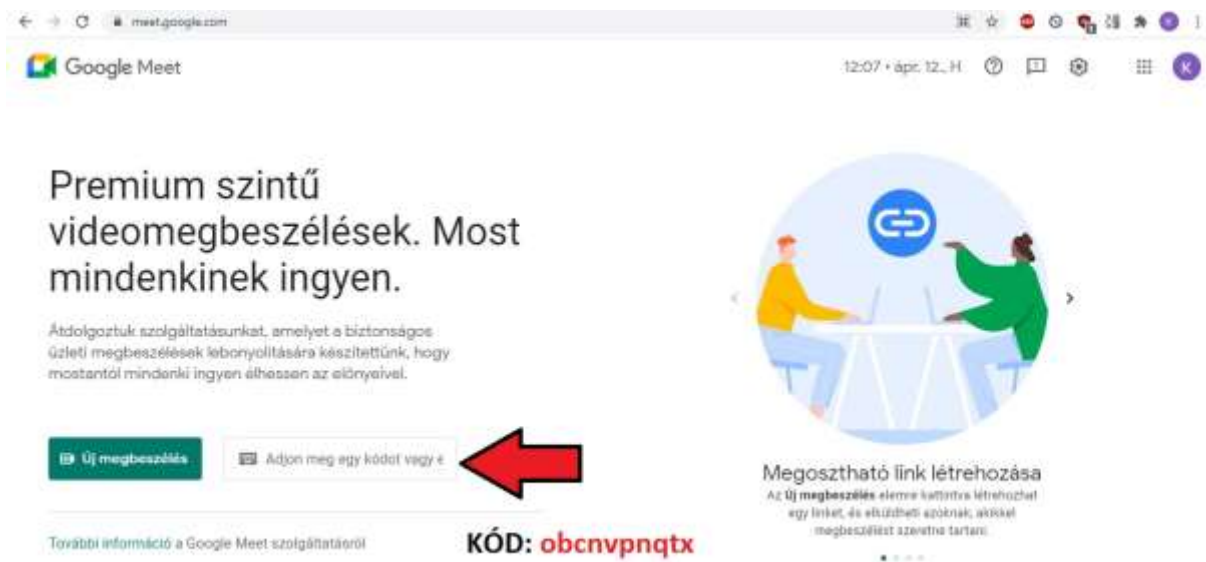 meet.google.com
Google Meet
12:07 • ápr. 12., H
K
Premium szintű
videomegbeszélések. Most
mindenkinek ingyen.
Átdolgoztuk szolgáltatásunkat, amelyet a biztonságos
üzleti megbeszélések lebonyolítására készítettünk, hogy
mostantól mindenki ingyen élhessen az előnyeivel.
Új megbeszélés
Adjon meg egy kódot vagy e
További információ a Google Meet szolgáltatásról
KÓD: obcnvpnqtx
Megosztható link létrehozása
Az Új megbeszélés elemre kattintva létrehozhat
egy linket, és elküldheti azoknak, akikkel
megbeszélést szeretne tartani.